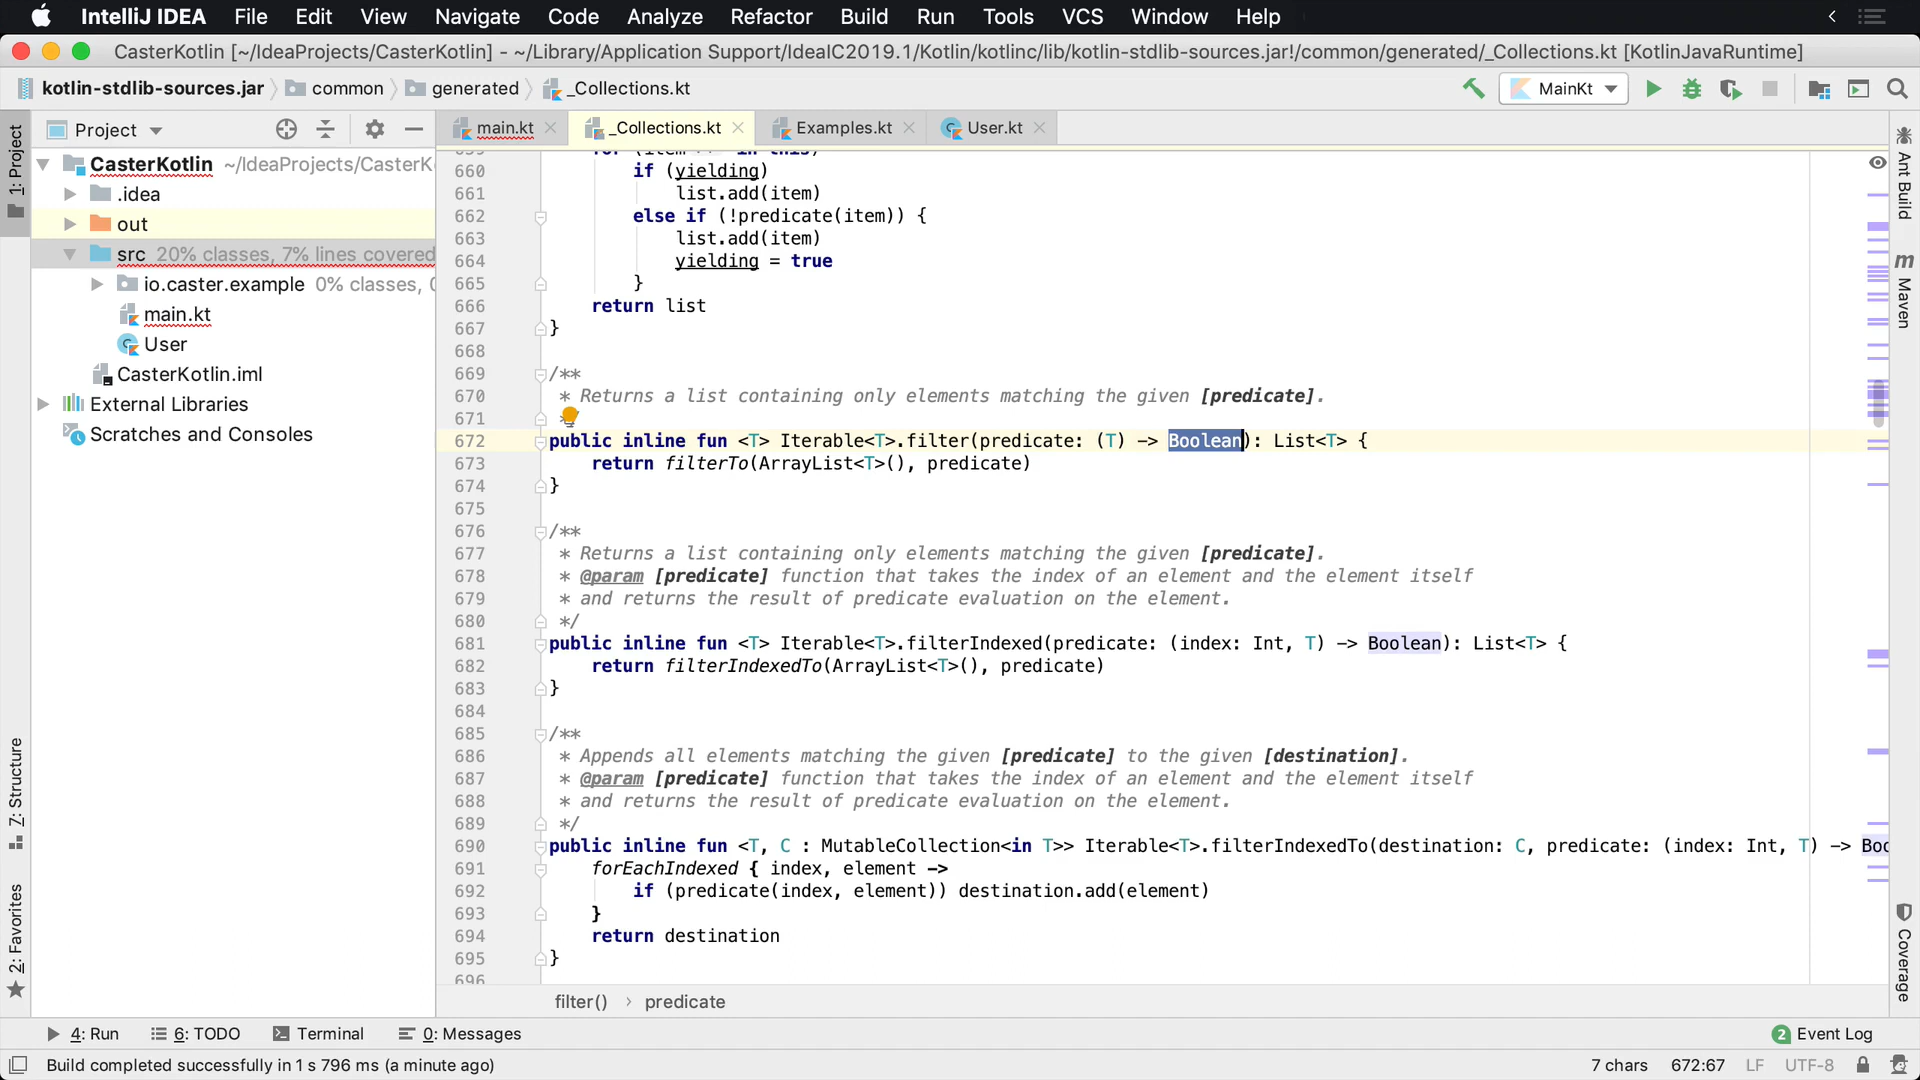 IntelliJ IDEA File Edit View Navigate Code Analyze Refactor Build Run Tools VCS Window Help
CasterKotlin [~/IdeaProjects/CasterKotlin] - ~/Library/Application Support/IdeaIC2019.1/Kotlin/kotlinc/lib/kotlin-stdlib-sources.jar!/common/generated/_Collections.kt [KotlinJavaRuntime]
kotlin-stdlib-sources.jar common generated _Collections.kt MainKt
1: Project
Project
main.kt _Collections.kt Examples.kt User.kt
CasterKotlin ~/IdeaProjects/CasterK
.idea
out
src 20% classes, 7% lines covered
io.caster.example 0% classes, 0
main.kt
User
CasterKotlin.iml
External Libraries
Scratches and Consoles
660 if (yielding)
661 list.add(item)
662 else if (!predicate(item)) {
663 list.add(item)
664 yielding = true
665 }
666 return list
667 }
668
669 /**
670 * Returns a list containing only elements matching the given [predicate].
671
672 public inline fun <T> Iterable<T>.filter(predicate: (T) -> Boolean): List<T> {
673 return filterTo(ArrayList<T>(), predicate)
674 }
675
676 /**
677 * Returns a list containing only elements matching the given [predicate].
678 * @param [predicate] function that takes the index of an element and the element itself
679 * and returns the result of predicate evaluation on the element.
680 */
681 public inline fun <T> Iterable<T>.filterIndexed(predicate: (index: Int, T) -> Boolean): List<T> {
682 return filterIndexedTo(ArrayList<T>(), predicate)
683 }
684
685 /**
686 * Appends all elements matching the given [predicate] to the given [destination].
687 * @param [predicate] function that takes the index of an element and the element itself
688 * and returns the result of predicate evaluation on the element.
689 */
690 public inline fun <T, C : MutableCollection<in T>> Iterable<T>.filterIndexedTo(destination: C, predicate: (index: Int, T) -> Boo
691 forEachIndexed { index, element ->
692 if (predicate(index, element)) destination.add(element)
693 }
694 return destination
695 }
696
filter() › predicate
Ant Build
m Maven
Coverage
Z: Structure
2: Favorites
4: Run 6: TODO Terminal 0: Messages 2 Event Log
Build completed successfully in 1 s 796 ms (a minute ago) 7 chars 672:67 LF UTF-8